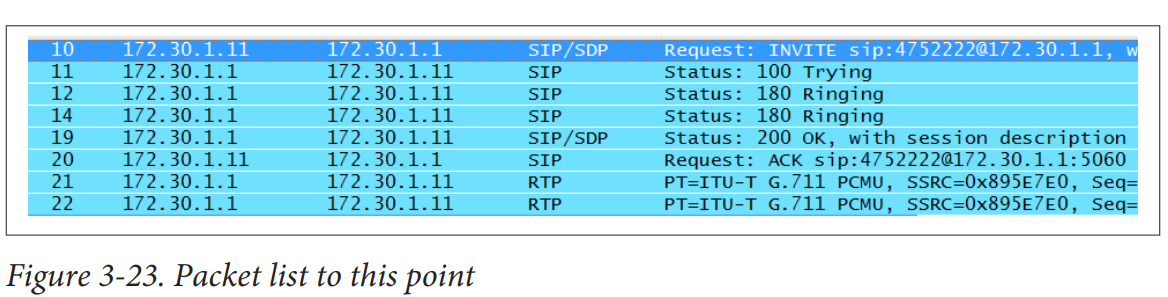 10 172.30.1.11 172.30.1.1 SIP/SDP Request: INVITE sip:4752222@172.30.1.1, w
11 172.30.1.1 172.30.1.11 SIP Status: 100 Trying
12 172.30.1.1 172.30.1.11 SIP Status: 180 Ringing
14 172.30.1.1 172.30.1.11 SIP Status: 180 Ringing
19 172.30.1.1 172.30.1.11 SIP/SDP Status: 200 OK, with session description
20 172.30.1.11 172.30.1.1 SIP Request: ACK sip:4752222@172.30.1.1:5060
21 172.30.1.1 172.30.1.11 RTP PT=ITU-T G.711 PCMU, SSRC=0x895E7E0, Seq=
22 172.30.1.1 172.30.1.11 RTP PT=ITU-T G.711 PCMU, SSRC=0x895E7E0, Seq=
Figure 3-23. Packet list to this point